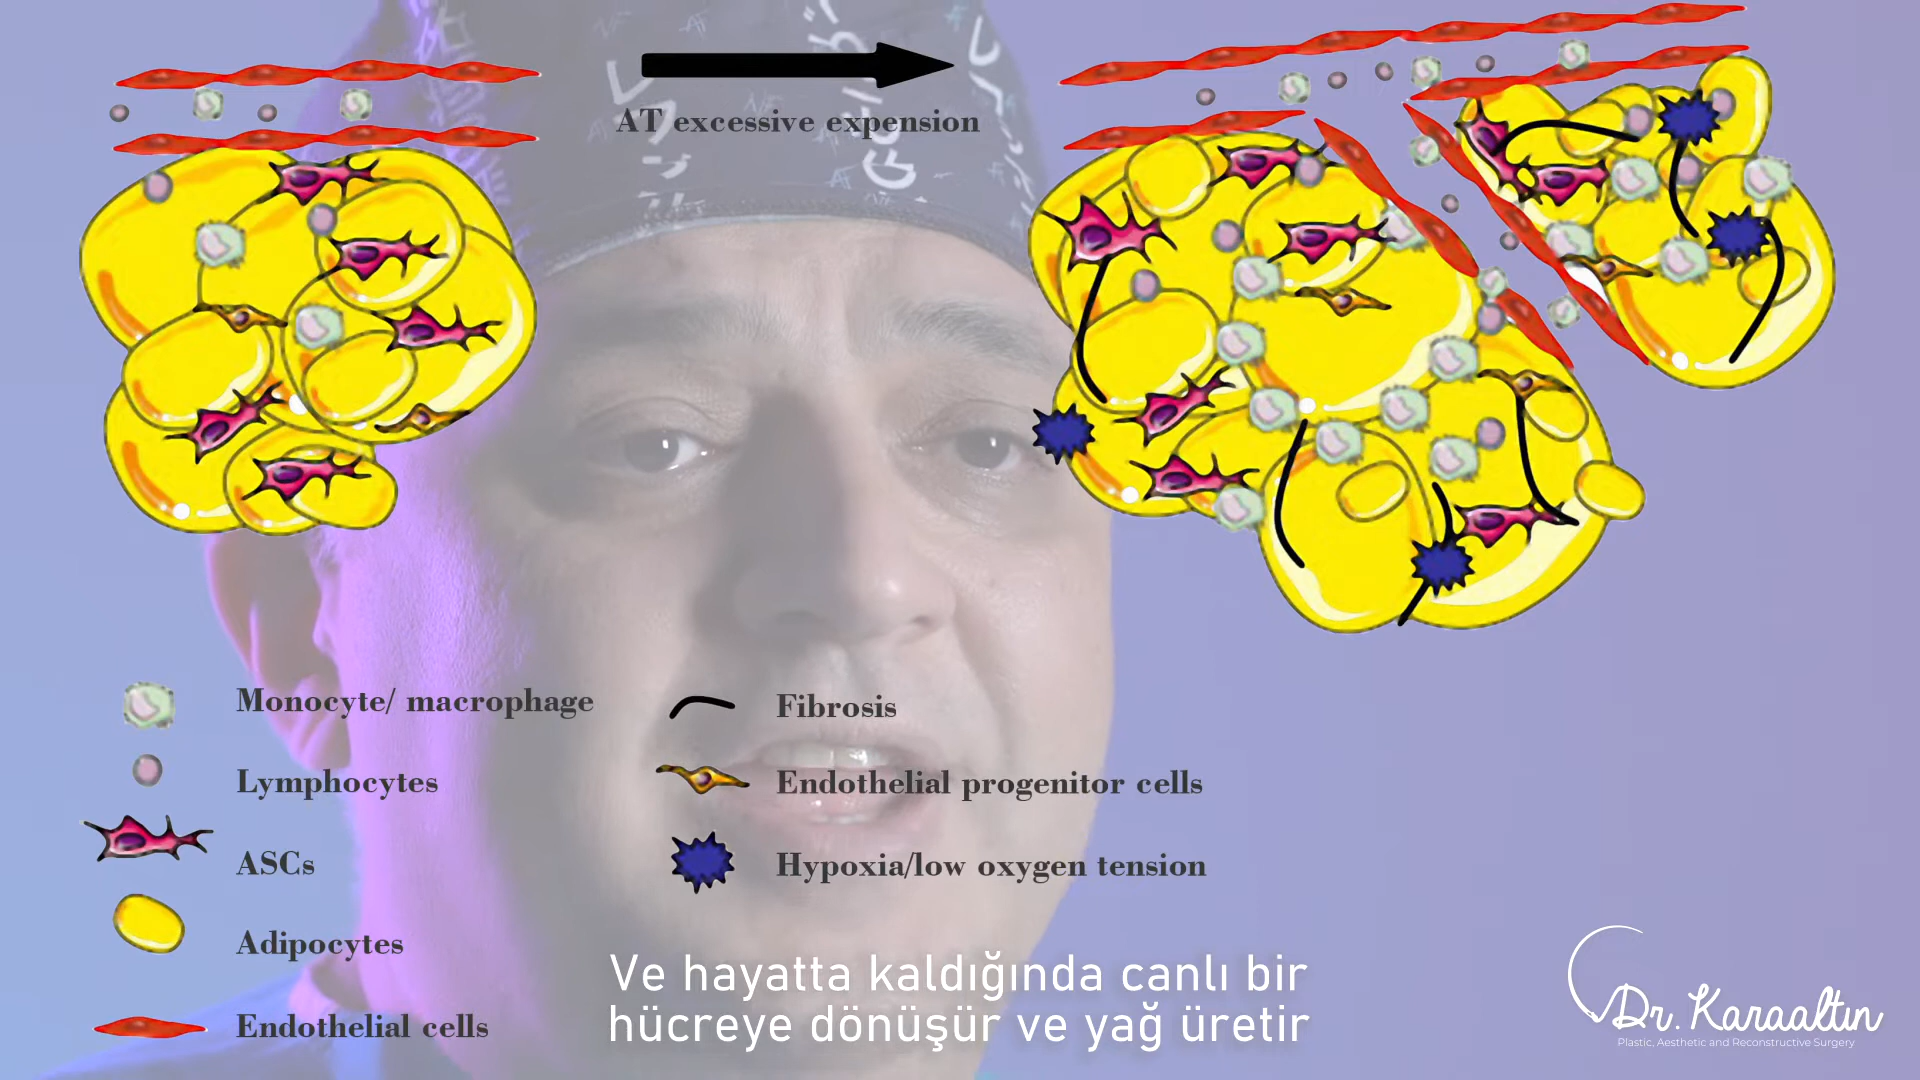 AT excessive expension
Monocyte/ macrophage
Lymphocytes
ASCs
Adipocytes
Endothelial cells
Fibrosis
Endothelial progenitor cells
Hypoxia/low oxygen tension
Ve hayatta kaldığında canlı bir
hücreye dönüşür ve yağ üretir
Dr. Karaaltın
Plastic, Aesthetic and Reconstructive Surgery